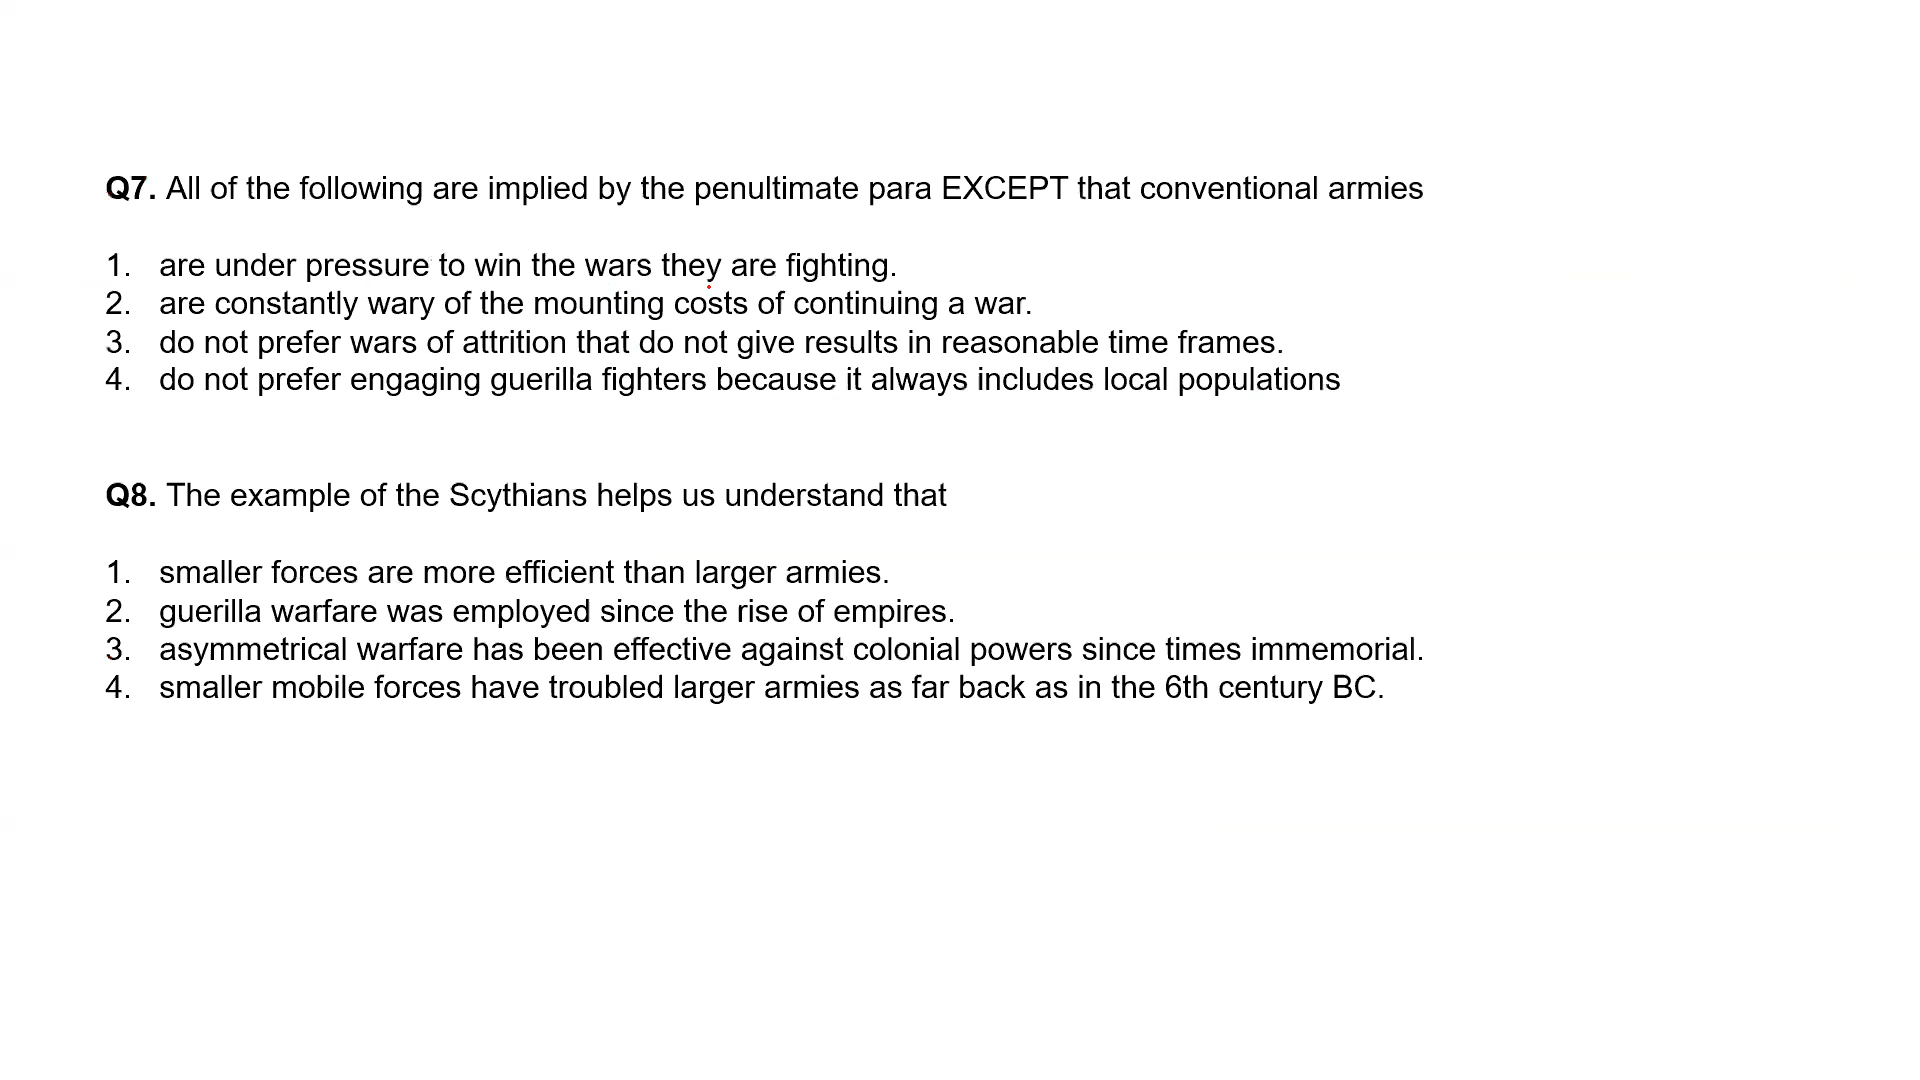 Q7. All of the following are implied by the penultimate para EXCEPT that conventional armies
1. are under pressure to win the wars they are fighting.
2. are constantly wary of the mounting costs of continuing a war.
3. do not prefer wars of attrition that do not give results in reasonable time frames.
4. do not prefer engaging guerilla fighters because it always includes local populations
Q8. The example of the Scythians helps us understand that
1. smaller forces are more efficient than larger armies.
2. guerilla warfare was employed since the rise of empires.
3. asymmetrical warfare has been effective against colonial powers since times immemorial.
4. smaller mobile forces have troubled larger armies as far back as in the 6th century BC.